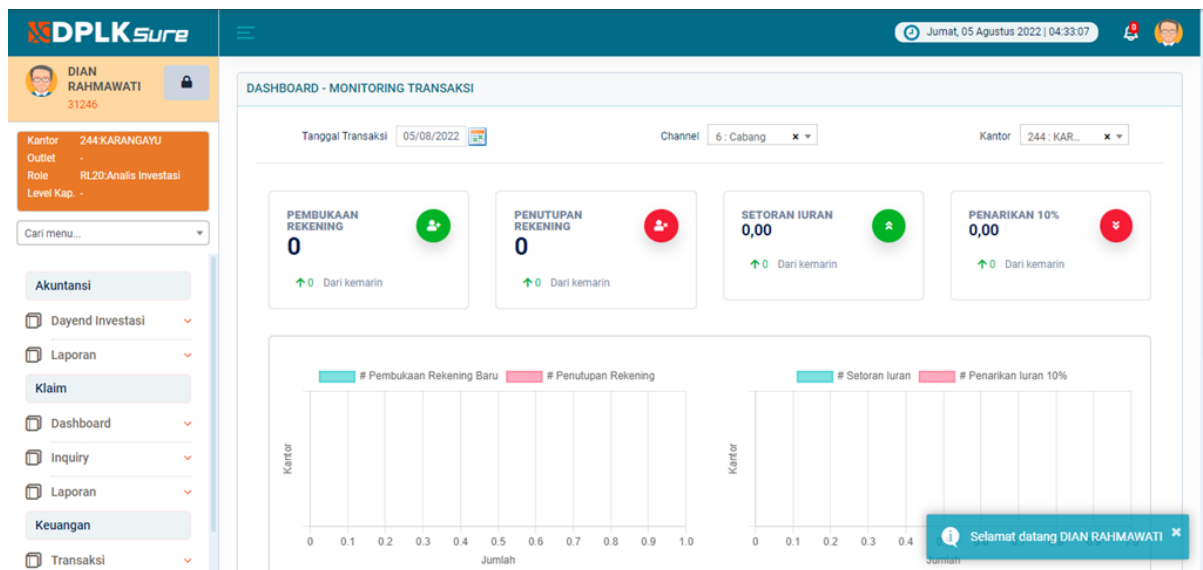 DPLKSure
Jumat, 05 Agustus 2022 | 04:33:07
0
DIAN
RAHMAWATI
31246
Kantor 244:KARANGAYU
Outlet -
Role RL20:Analis Investasi
Level Kap. -
Cari menu...
Akuntansi
Dayend Investasi
Laporan
Klaim
Dashboard
Inquiry
Laporan
Keuangan
Transaksi
DASHBOARD - MONITORING TRANSAKSI
Tanggal Transaksi 05/08/2022
Channel 6 : Cabang x
Kantor 244 : KAR... x
PEMBUKAAN
REKENING
0
0 Dari kemarin
PENUTUPAN
REKENING
0
0 Dari kemarin
SETORAN IURAN
0,00
0 Dari kemarin
PENARIKAN 10%
0,00
0 Dari kemarin
# Pembukaan Rekening Baru # Penutupan Rekening
Kantor
0 0.1 0.2 0.3 0.4 0.5 0.6 0.7 0.8 0.9 1.0
Jumlah
# Setoran Iuran # Penarikan Iuran 10%
Kantor
0 0.1 0.2 0.3 0.4
Jumlah
Selamat datang DIAN RAHMAWATI x